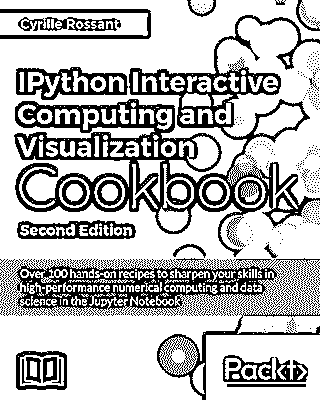 Cyrille Rossant
IPython Interactive
Computing and
Visualization
Cookbook
Second Edition
Over 100 hands-on recipes to sharpen your skills in
high-performance numerical computing and data
science in the Jupyter Notebook
Packt>